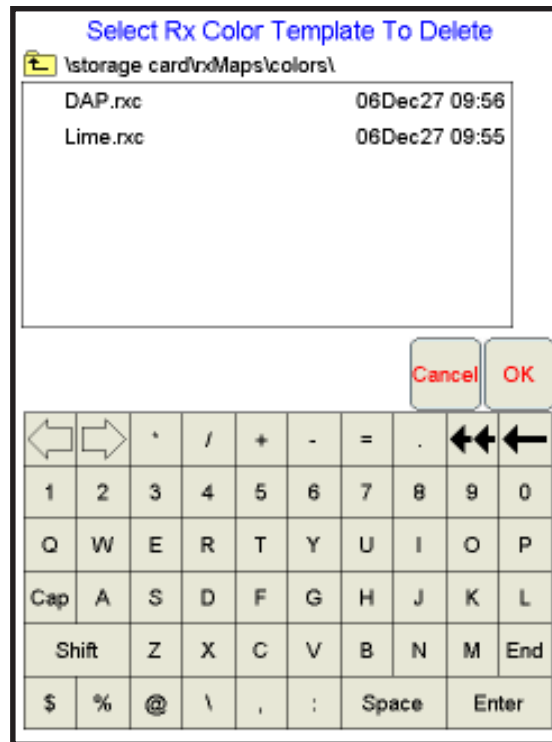 Select Rx Color Template To Delete
\storage card\rxMaps\colors\
DAP.rxc 06Dec27 09:56
Lime.rxc 06Dec27 09:55
Cancel OK
* / + - = .
1 2 3 4 5 6 7 8 9 0
Q W E R T Y U I O P
Cap A S D F G H J K L
Shift Z X C V B N M End
$ % @ \ , : Space Enter